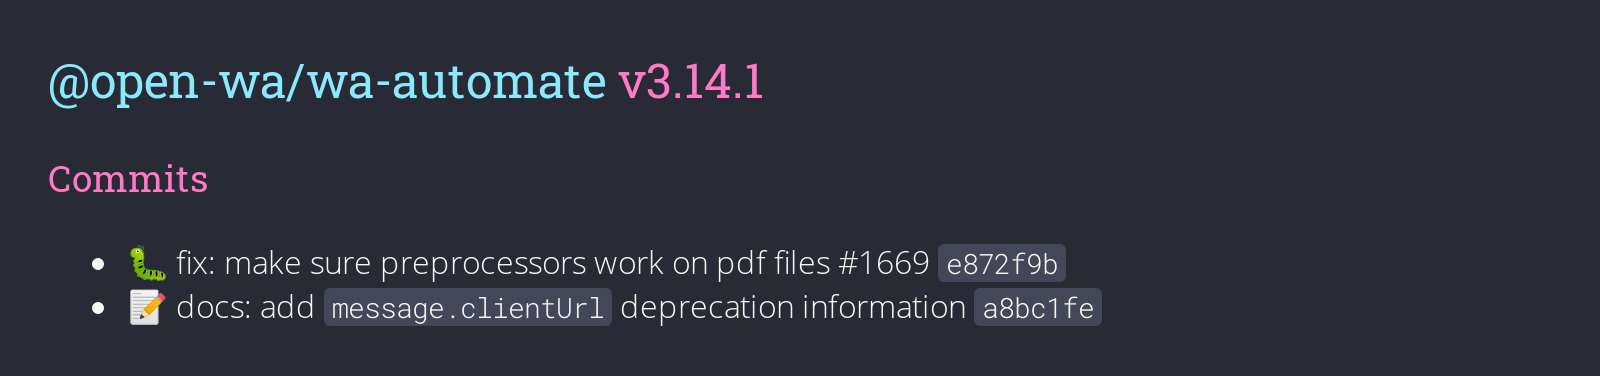 @open-wa/wa-automate v3.14.1
Commits
• 🐛 fix: make sure preprocessors work on pdf files #1669 e872f9b
• 📝 docs: add message.clientUrl deprecation information a8bc1fe